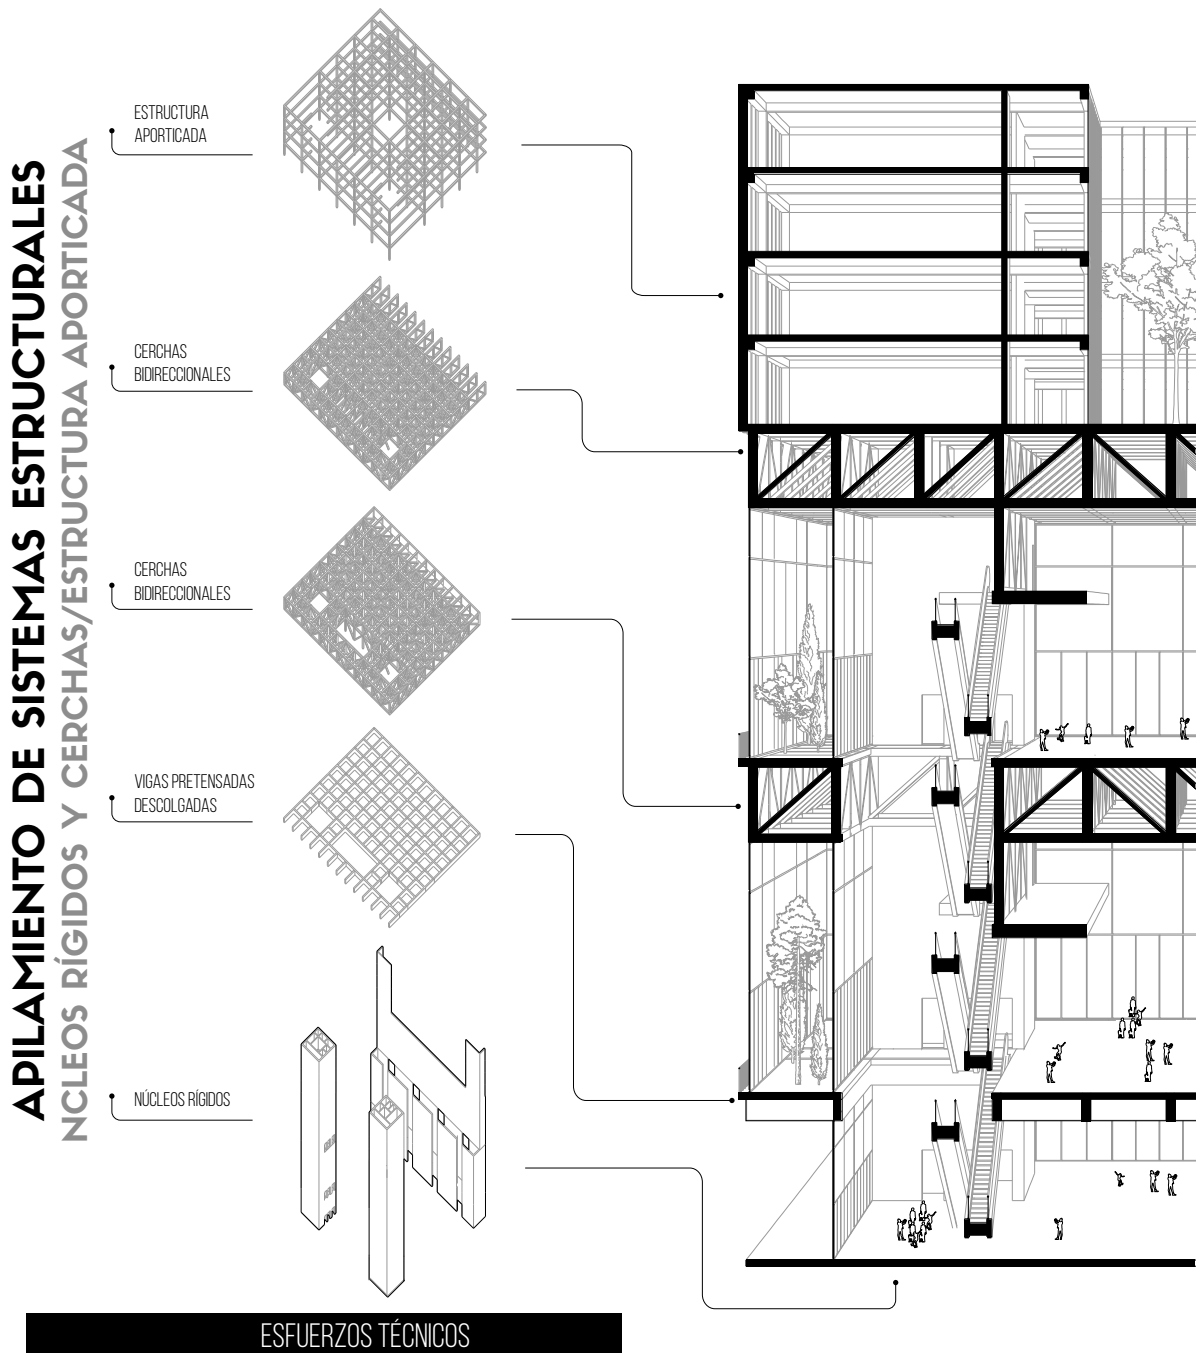 APILAMIENTO DE SISTEMAS ESTRUCTURALES
NCLEOS RÍGIDOS Y CERCHAS/ESTRUCTURA APORTICADA
ESTRUCTURA
APORTICADA
CERCHAS
BIDIRECCIONALES
CERCHAS
BIDIRECCIONALES
VIGAS PRETENSADAS
DESCOLGADAS
NÚCLEOS RÍGIDOS
ESFUERZOS TÉCNICOS